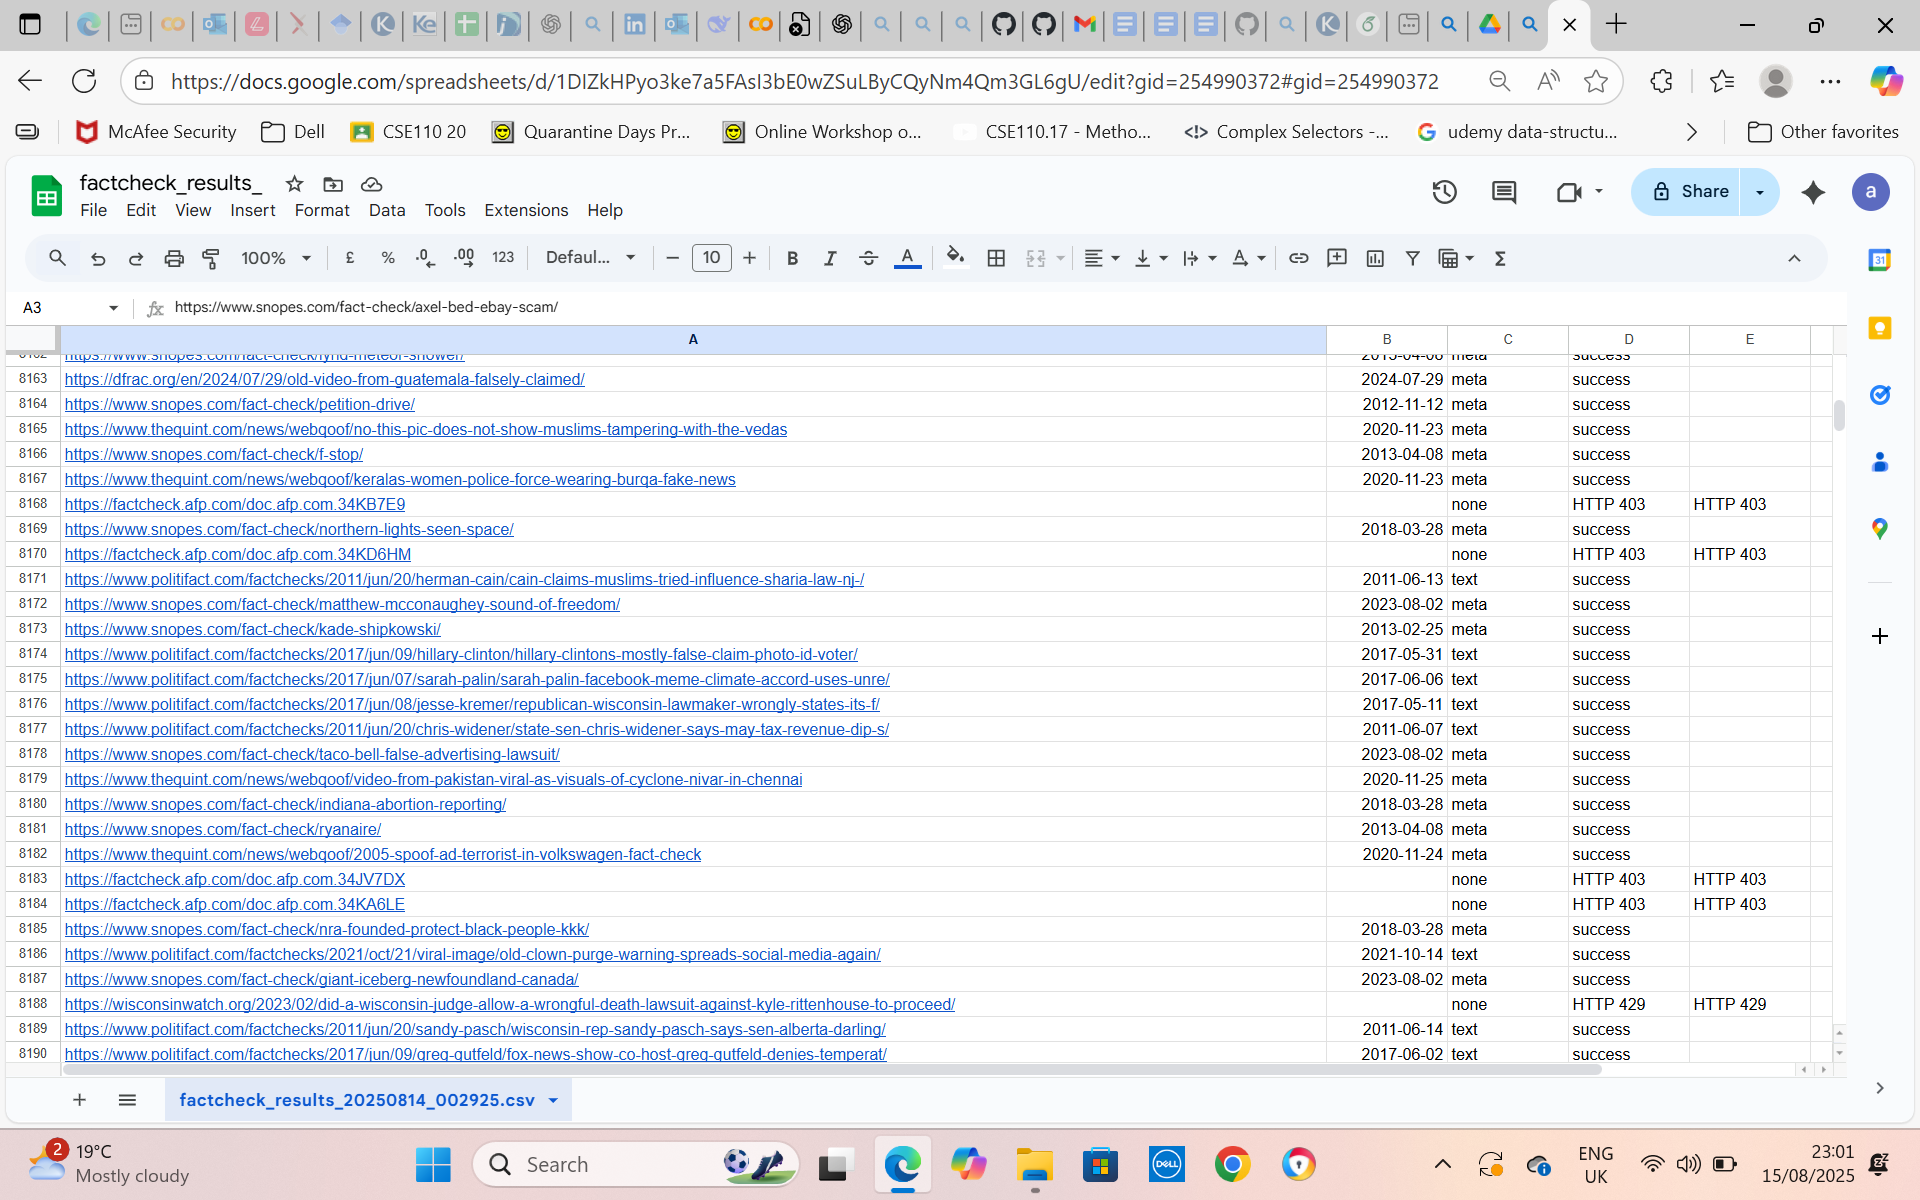 https://docs.google.com/spreadsheets/d/1DIZkHPyo3ke7a5FAsI3bE0wZSuLByCQyNm4Qm3GL6gU/edit?gid=254990372#gid=254990372
McAfee Security Dell CSE110 20 Quarantine Days Pr... Online Workshop o... CSE110.17 - Metho... Complex Selectors -... udemy data-structu... Other favorites
factcheck_results_
File Edit View Insert Format Data Tools Extensions Help
Share
a
100% £ % .0 .00 123 Defaul... 10 B I A
A3 fx https://www.snopes.com/fact-check/axel-bed-ebay-scam/
A B C D E
8162 https://www.snopes.com/fact-check/lyrid-meteor-shower/ 2013-04-08 meta success
8163 https://dfrac.org/en/2024/07/29/old-video-from-guatemala-falsely-claimed/ 2024-07-29 meta success
8164 https://www.snopes.com/fact-check/petition-drive/ 2012-11-12 meta success
8165 https://www.thequint.com/news/webqoof/no-this-pic-does-not-show-muslims-tampering-with-the-vedas 2020-11-23 meta success
8166 https://www.snopes.com/fact-check/f-stop/ 2013-04-08 meta success
8167 https://www.thequint.com/news/webqoof/keralas-women-police-force-wearing-burqa-fake-news 2020-11-23 meta success
8168 https://factcheck.afp.com/doc.afp.com.34KB7E9 none HTTP 403 HTTP 403
8169 https://www.snopes.com/fact-check/northern-lights-seen-space/ 2018-03-28 meta success
8170 https://factcheck.afp.com/doc.afp.com.34KD6HM none HTTP 403 HTTP 403
8171 https://www.politifact.com/factchecks/2011/jun/20/herman-cain/cain-claims-muslims-tried-influence-sharia-law-nj-/ 2011-06-13 text success
8172 https://www.snopes.com/fact-check/matthew-mcconaughey-sound-of-freedom/ 2023-08-02 meta success
8173 https://www.snopes.com/fact-check/kade-shipkowski/ 2013-02-25 meta success
8174 https://www.politifact.com/factchecks/2017/jun/09/hillary-clinton/hillary-clintons-mostly-false-claim-photo-id-voter/ 2017-05-31 text success
8175 https://www.politifact.com/factchecks/2017/jun/07/sarah-palin/sarah-palin-facebook-meme-climate-accord-uses-unre/ 2017-06-06 text success
8176 https://www.politifact.com/factchecks/2017/jun/08/jesse-kremer/republican-wisconsin-lawmaker-wrongly-states-its-f/ 2017-05-11 text success
8177 https://www.politifact.com/factchecks/2011/jun/20/chris-widener/state-sen-chris-widener-says-may-tax-revenue-dip-s/ 2011-06-07 text success
8178 https://www.snopes.com/fact-check/taco-bell-false-advertising-lawsuit/ 2023-08-02 meta success
8179 https://www.thequint.com/news/webqoof/video-from-pakistan-viral-as-visuals-of-cyclone-nivar-in-chennai 2020-11-25 meta success
8180 https://www.snopes.com/fact-check/indiana-abortion-reporting/ 2018-03-28 meta success
8181 https://www.snopes.com/fact-check/ryanaire/ 2013-04-08 meta success
8182 https://www.thequint.com/news/webqoof/2005-spoof-ad-terrorist-in-volkswagen-fact-check 2020-11-24 meta success
8183 https://factcheck.afp.com/doc.afp.com.34JV7DX none HTTP 403 HTTP 403
8184 https://factcheck.afp.com/doc.afp.com.34KA6LE none HTTP 403 HTTP 403
8185 https://www.snopes.com/fact-check/nra-founded-protect-black-people-kkk/ 2018-03-28 meta success
8186 https://www.politifact.com/factchecks/2021/oct/21/viral-image/old-clown-purge-warning-spreads-social-media-again/ 2021-10-14 text success
8187 https://www.snopes.com/fact-check/giant-iceberg-newfoundland-canada/ 2023-08-02 meta success
8188 https://wisconsinwatch.org/2023/02/did-a-wisconsin-judge-allow-a-wrongful-death-lawsuit-against-kyle-rittenhouse-to-proceed/ none HTTP 429 HTTP 429
8189 https://www.politifact.com/factchecks/2011/jun/20/sandy-pasch/wisconsin-rep-sandy-pasch-says-sen-alberta-darling/ 2011-06-14 text success
8190 https://www.politifact.com/factchecks/2017/jun/09/greg-gutfeld/fox-news-show-co-host-greg-gutfeld-denies-temperat/ 2017-06-02 text success
factcheck_results_20250814_002925.csv
2 19°C
Mostly cloudy
Search
DELL
ENG
UK
23:01
15/08/2025